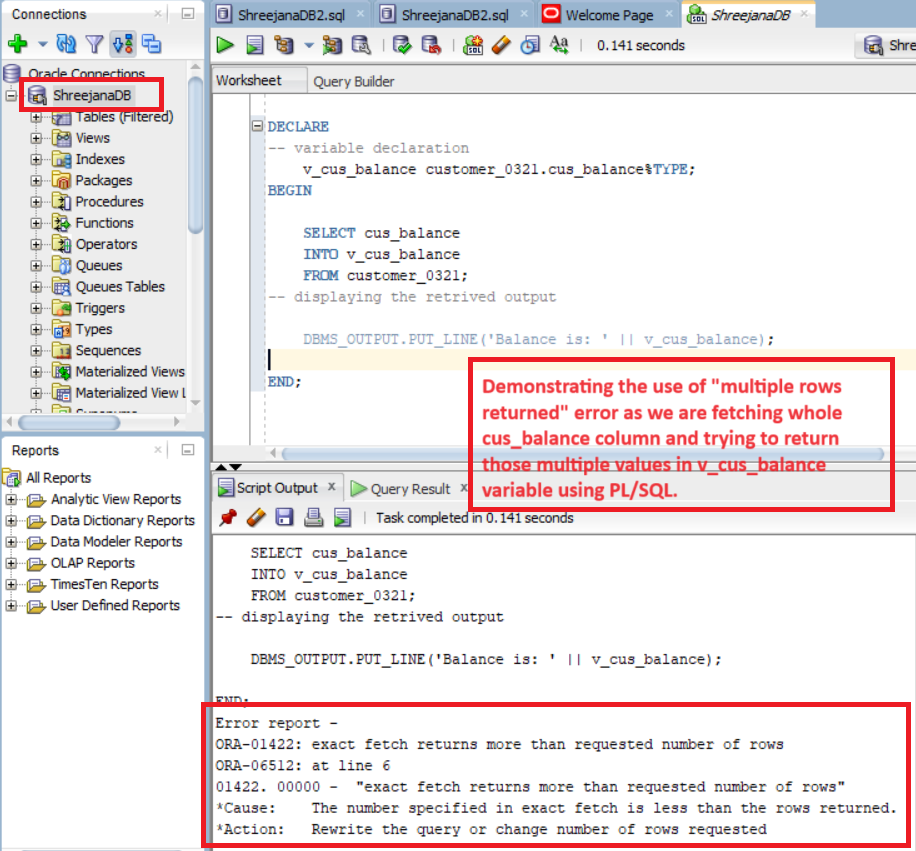 Connections
ShreejanaDB2.sql
ShreejanaDB2.sql
Welcome Page
ShreejanaDB
0.141 seconds
Shre
Oracle Connections
ShreejanaDB
Tables (Filtered)
Views
Indexes
Packages
Procedures
Functions
Operators
Queues
Queues Tables
Triggers
Types
Sequences
Materialized Views
Materialized View L
Synonyms
Worksheet
Query Builder
DECLARE
-- variable declaration
v_cus_balance customer_0321.cus_balance%TYPE;
BEGIN
SELECT cus_balance
INTO v_cus_balance
FROM customer_0321;
-- displaying the retrived output
DBMS_OUTPUT.PUT_LINE('Balance is: ' || v_cus_balance);
END;
Demonstrating the use of "multiple rows
returned" error as we are fetching whole
cus_balance column and trying to return
those multiple values in v_cus_balance
variable using PL/SQL.
Reports
All Reports
Analytic View Reports
Data Dictionary Reports
Data Modeler Reports
OLAP Reports
TimesTen Reports
User Defined Reports
Script Output
Query Result
Task completed in 0.141 seconds
SELECT cus_balance
INTO v_cus_balance
FROM customer_0321;
-- displaying the retrived output
DBMS_OUTPUT.PUT_LINE('Balance is: ' || v_cus_balance);
END;
Error report -
ORA-01422: exact fetch returns more than requested number of rows
ORA-06512: at line 6
01422. 00000 - "exact fetch returns more than requested number of rows"
*Cause: The number specified in exact fetch is less than the rows returned.
*Action: Rewrite the query or change number of rows requested